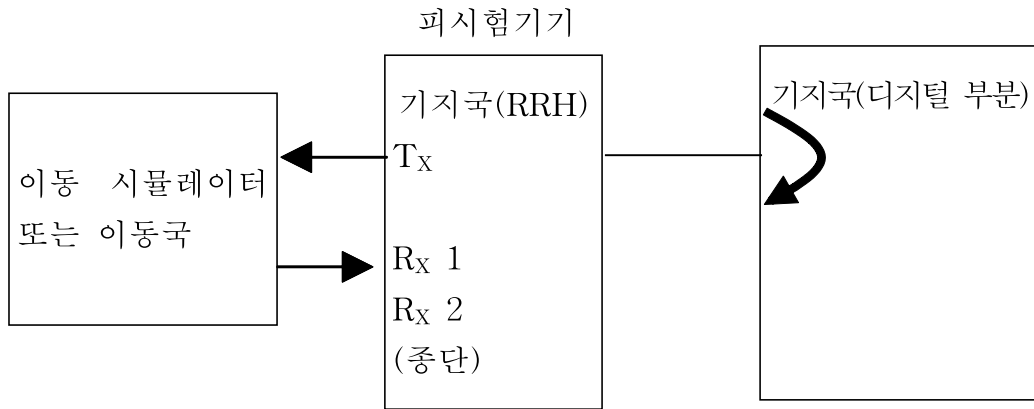 피시험기기
기지국(RRH)
Tx
Rx 1
Rx 2
(종단)
이동 시뮬레이터
또는 이동국
기지국(디지털 부분)